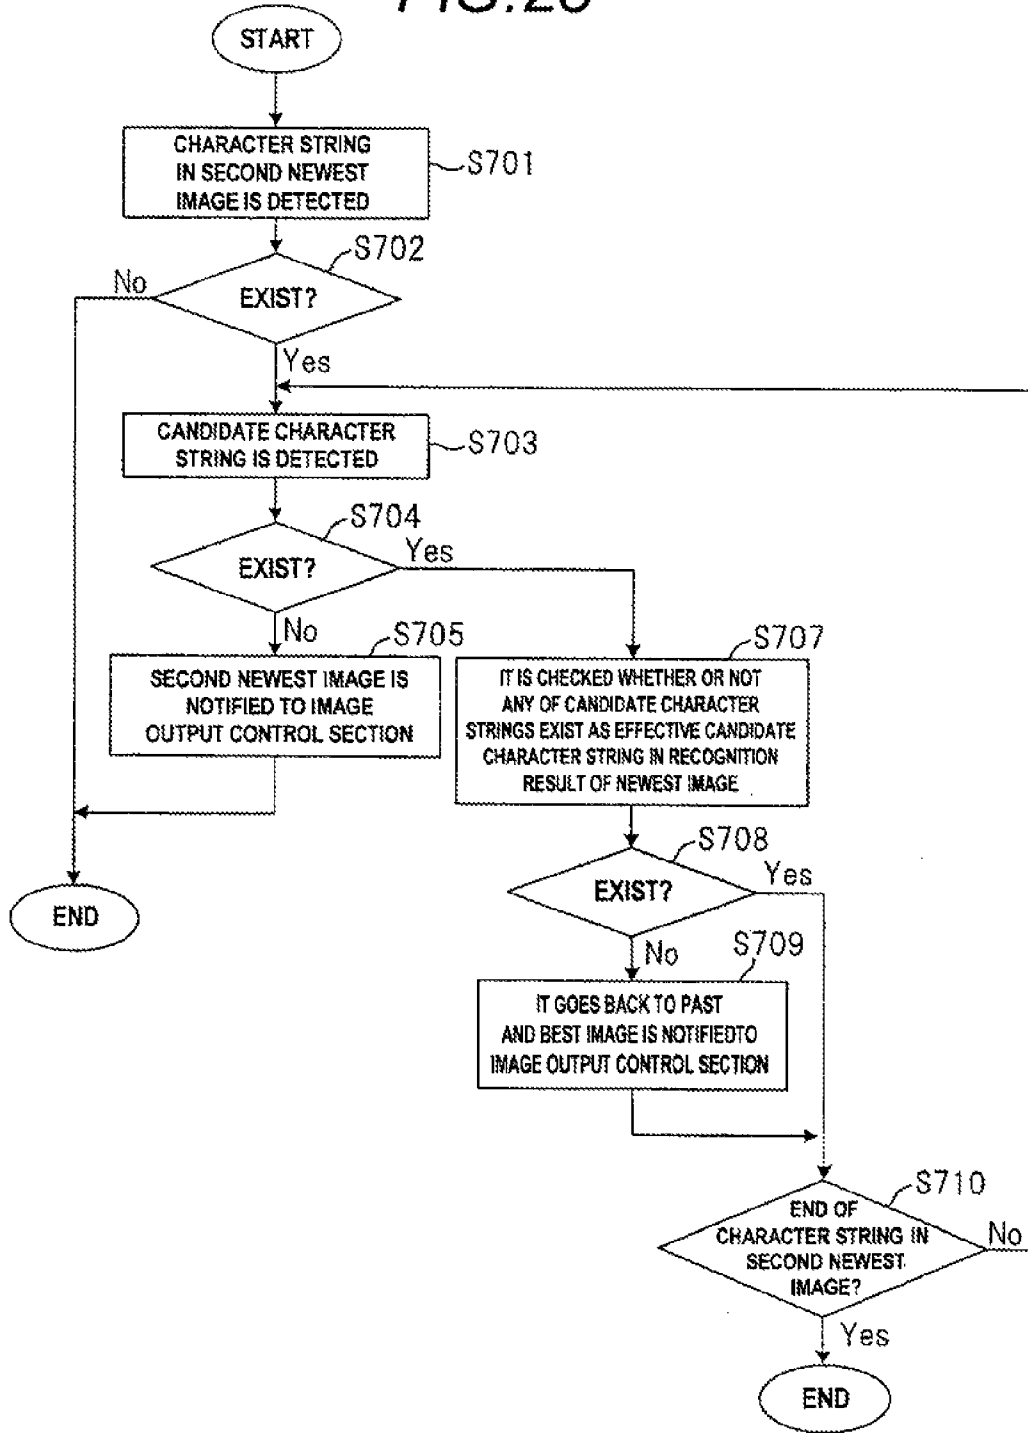 START
CHARACTER STRING
IN SECOND NEWEST
IMAGE IS DETECTED
S701
S702
No
EXIST?
Yes
CANDIDATE CHARACTER
STRING IS DETECTED
S703
S704
EXIST?
Yes
No
S705
SECOND NEWEST IMAGE IS
NOTIFIED TO IMAGE
OUTPUT CONTROL SECTION
S707
IT IS CHECKED WHETHER OR NOT
ANY OF CANDIDATE CHARACTER
STRINGS EXIST AS EFFECTIVE CANDIDATE
CHARACTER STRING IN RECOGNITION
RESULT OF NEWEST IMAGE
END
S708
EXIST?
Yes
No
S709
IT GOES BACK TO PAST
AND BEST IMAGE IS NOTIFIEDTO
IMAGE OUTPUT CONTROL SECTION
S710
END OF
CHARACTER STRING IN
SECOND NEWEST
IMAGE?
No
Yes
END